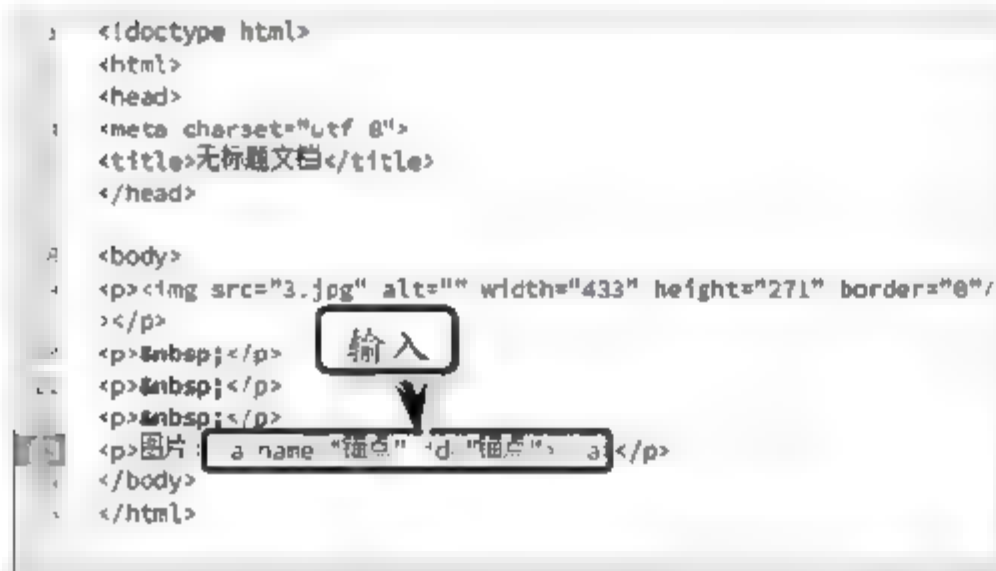 <!doctype html>
<html>
<head>
<meta charset="utf-8">
<title>无标题文档</title>
</head>
<body>
<p><img src="3.jpg" alt="" width="433" height="271" border="0"/
></p>
输入
<p>&nbsp;</p>
<p>&nbsp;</p>
<p>&nbsp;</p>
<p>图片: a name "锚点" id "锚点"> a</p>
</body>
</html>